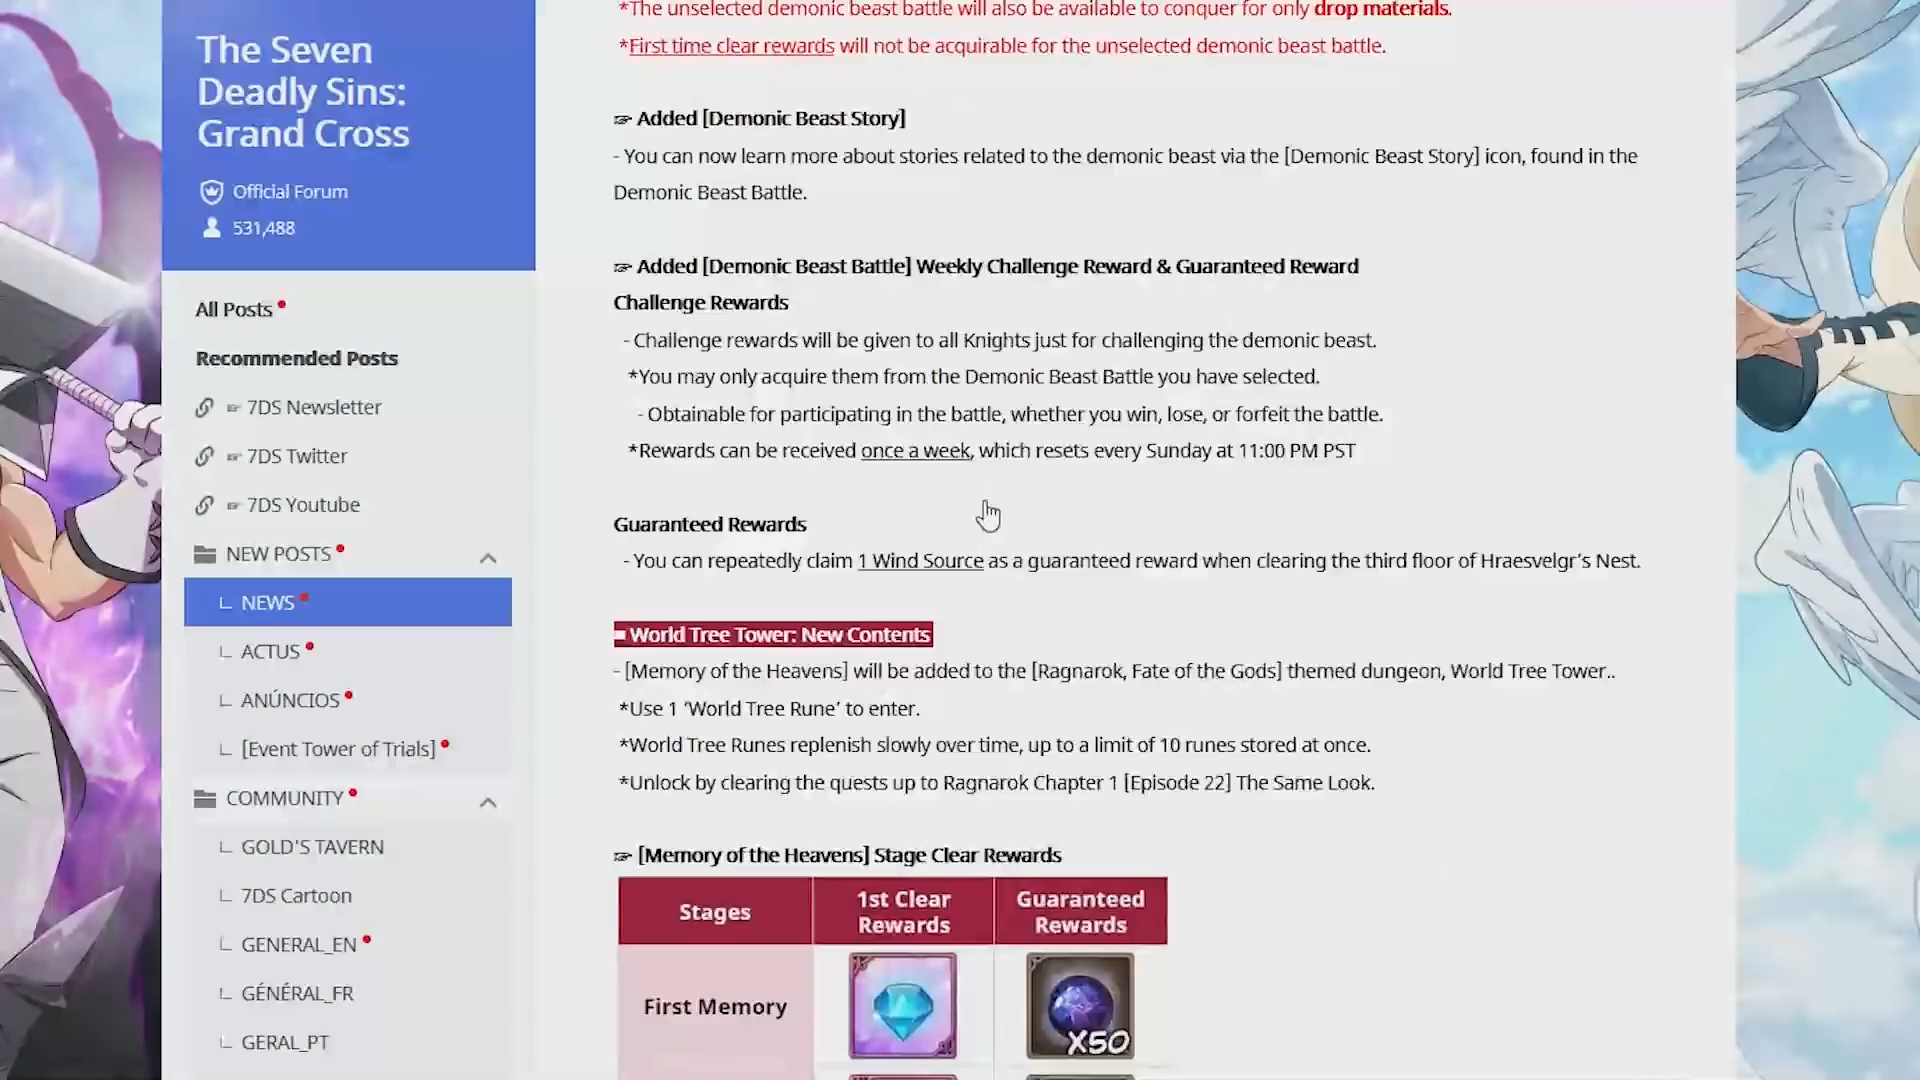 The Seven
Deadly Sins:
Grand Cross
Official Forum
531,488
All Posts
Recommended Posts
☞ 7DS Newsletter
☞ 7DS Twitter
☞ 7DS Youtube
NEW POSTS
NEWS
ACTUS
ANÚNCIOS
[Event Tower of Trials]
COMMUNITY
GOLD'S TAVERN
7DS Cartoon
GENERAL_EN
GÉNÉRAL_FR
GERAL_PT
*The unselected demonic beast battle will also be available to conquer for only drop materials.
*First time clear rewards will not be acquirable for the unselected demonic beast battle.
☞ Added [Demonic Beast Story]
- You can now learn more about stories related to the demonic beast via the [Demonic Beast Story] icon, found in the
Demonic Beast Battle.
☞ Added [Demonic Beast Battle] Weekly Challenge Reward & Guaranteed Reward
Challenge Rewards
- Challenge rewards will be given to all Knights just for challenging the demonic beast.
*You may only acquire them from the Demonic Beast Battle you have selected.
- Obtainable for participating in the battle, whether you win, lose, or forfeit the battle.
*Rewards can be received once a week, which resets every Sunday at 11:00 PM PST
Guaranteed Rewards
- You can repeatedly claim 1 Wind Source as a guaranteed reward when clearing the third floor of Hraesvelgr's Nest.
■ World Tree Tower: New Contents
- [Memory of the Heavens] will be added to the [Ragnarok, Fate of the Gods] themed dungeon, World Tree Tower..
*Use 1 ‘World Tree Rune’ to enter.
*World Tree Runes replenish slowly over time, up to a limit of 10 runes stored at once.
*Unlock by clearing the quests up to Ragnarok Chapter 1 [Episode 22] The Same Look.
☞ [Memory of the Heavens] Stage Clear Rewards
Stages
1st Clear
Rewards
Guaranteed
Rewards
First Memory
X50